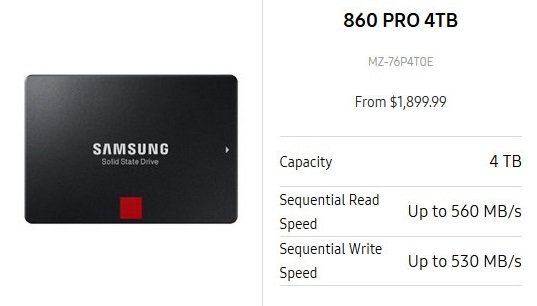 SAMSUNG
Solid State Drive
860 PRO 4TB
MZ-76P4T0E
From $1,899.99
Capacity 4 TB
Sequential Read
Speed Up to 560 MB/s
Sequential Write
Speed Up to 530 MB/s